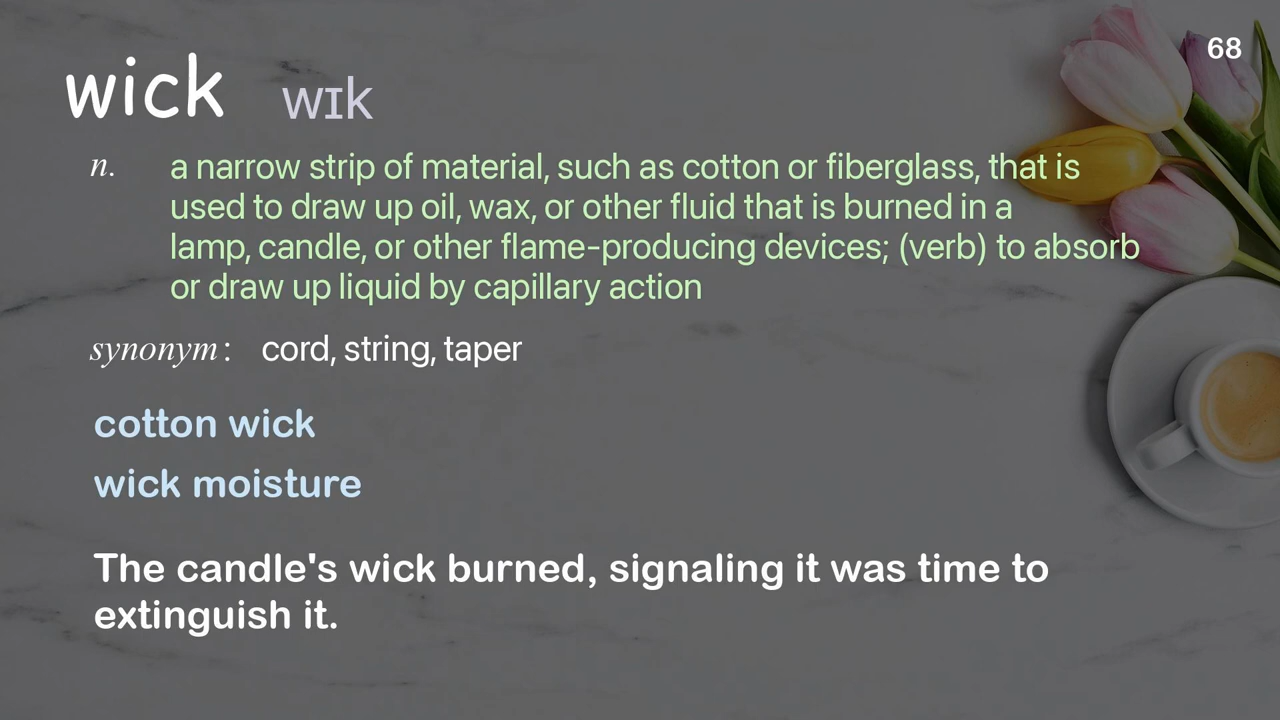 68
wick wɪk
n. a narrow strip of material, such as cotton or fiberglass, that is
used to draw up oil, wax, or other fluid that is burned in a
lamp, candle, or other flame-producing devices; (verb) to absorb
or draw up liquid by capillary action
synonym: cord, string, taper
cotton wick
wick moisture
The candle's wick burned, signaling it was time to
extinguish it.